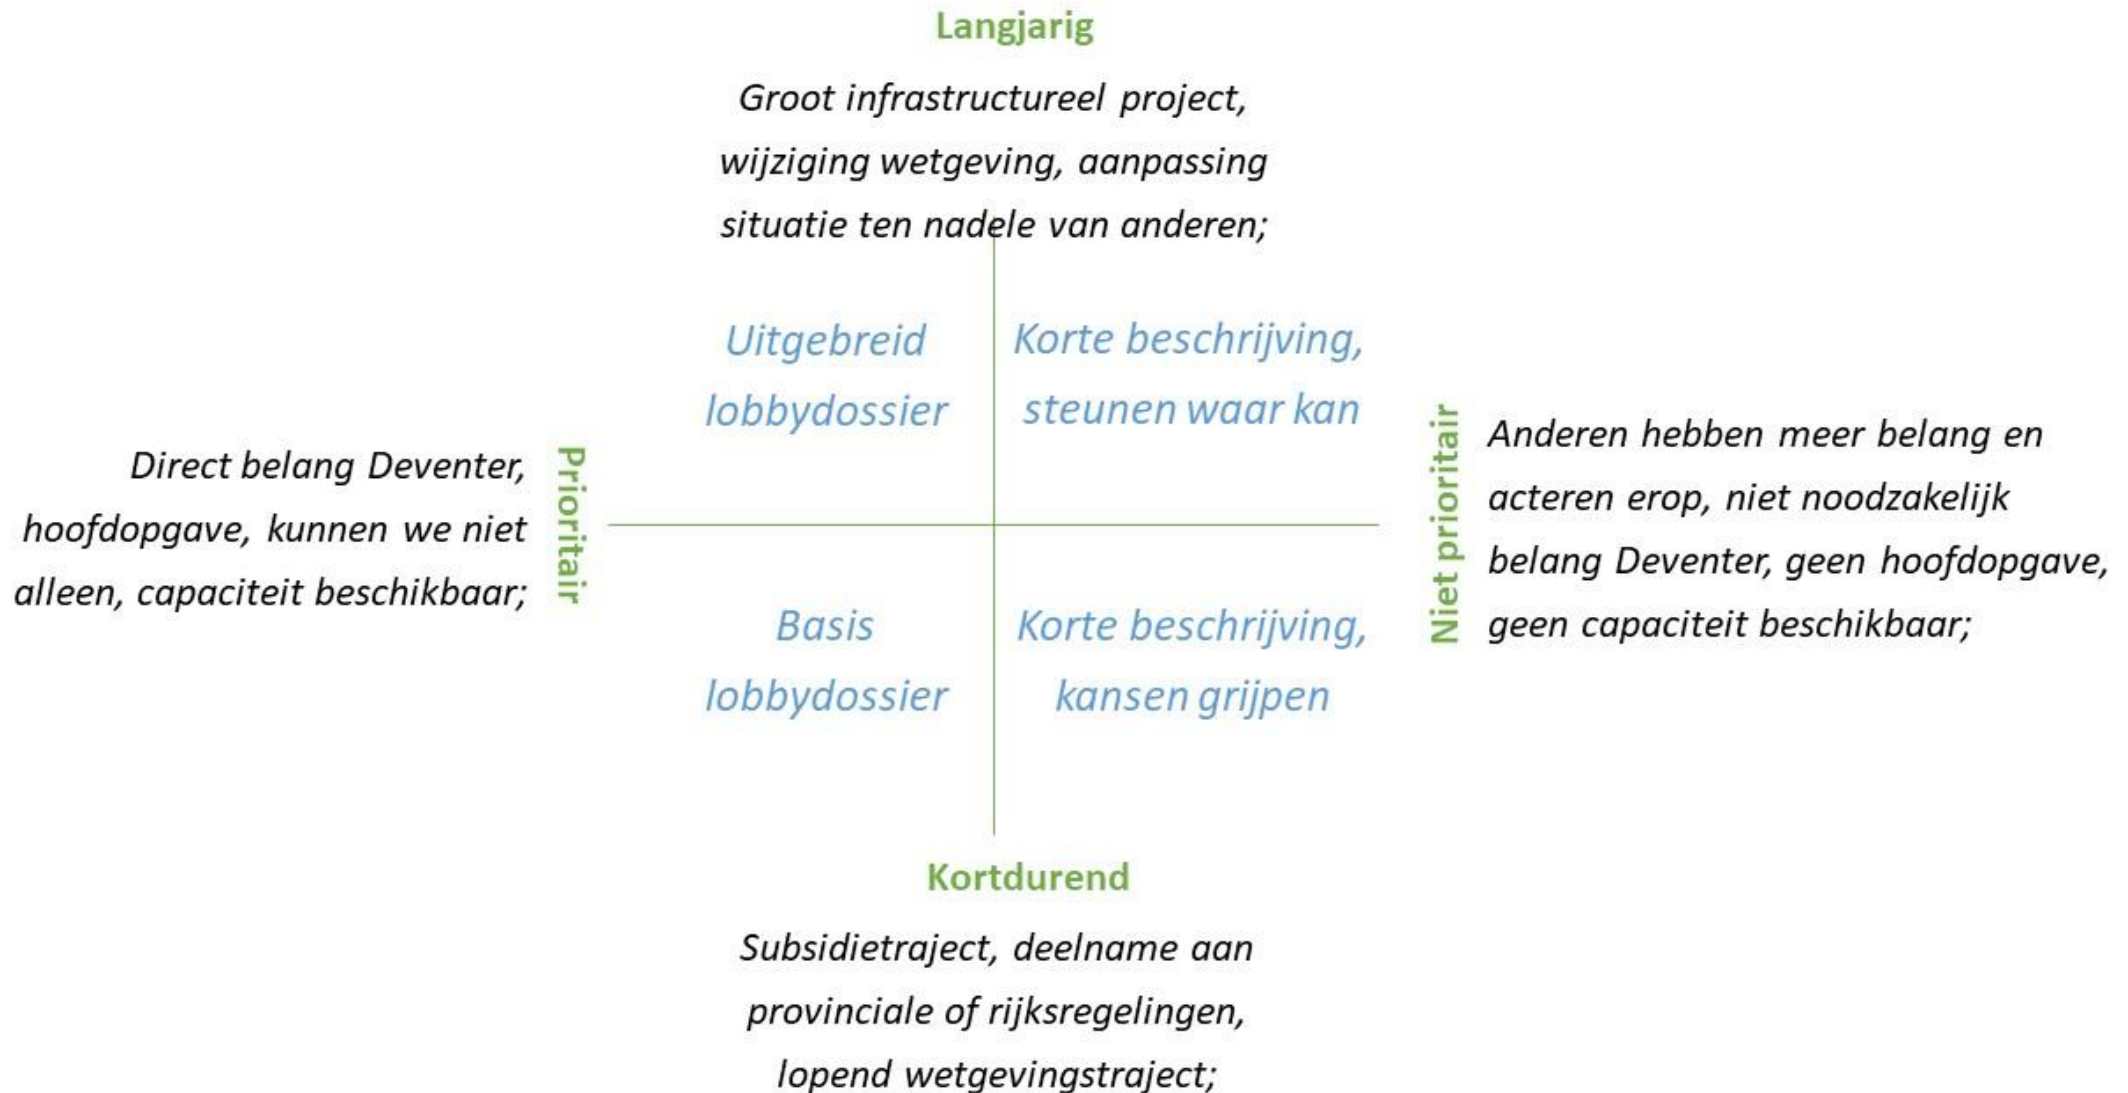 Langjarig
Groot infrastructureel project,
wijziging wetgeving, aanpassing
situatie ten nadele van anderen;
Uitgebreid
lobbydossier
Korte beschrijving,
steunen waar kan
Direct belang Deventer,
hoofdopgave, kunnen we niet
alleen, capaciteit beschikbaar;
Prioritair
Niet prioritair
Anderen hebben meer belang en
acteren erop, niet noodzakelijk
belang Deventer, geen hoofdopgave,
geen capaciteit beschikbaar;
Basis
lobbydossier
Korte beschrijving,
kansen grijpen
Kortdurend
Subsidietraject, deelname aan
provinciale of rijksregelingen,
lopend wetgevingstraject;